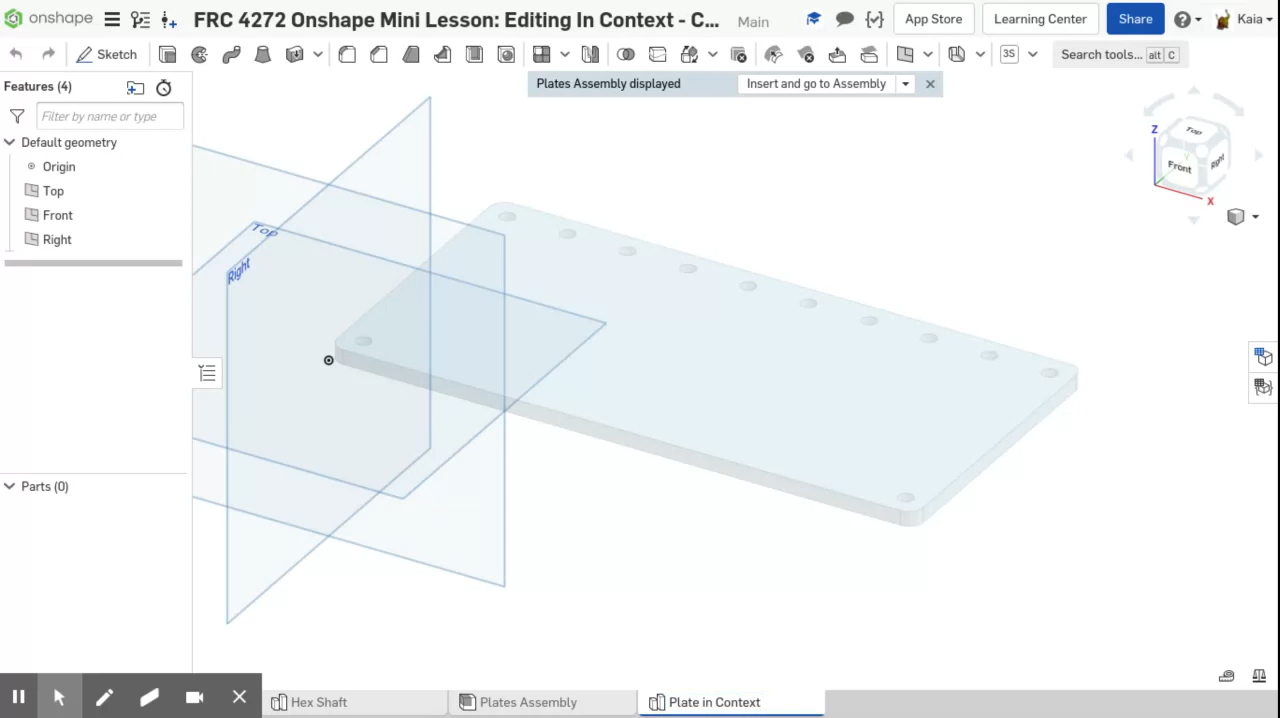 onshape
FRC 4272 Onshape Mini Lesson: Editing In Context - C...
Main
App Store
Learning Center
Share
Kaia
Sketch
3S
Search tools... alt C
Features (4)
Plates Assembly displayed
Insert and go to Assembly
Filter by name or type
Default geometry
Origin
Top
Front
Right
Top
Right
Z
Top
Front
Right
Y
X
Parts (0)
Hex Shaft
Plates Assembly
Plate in Context